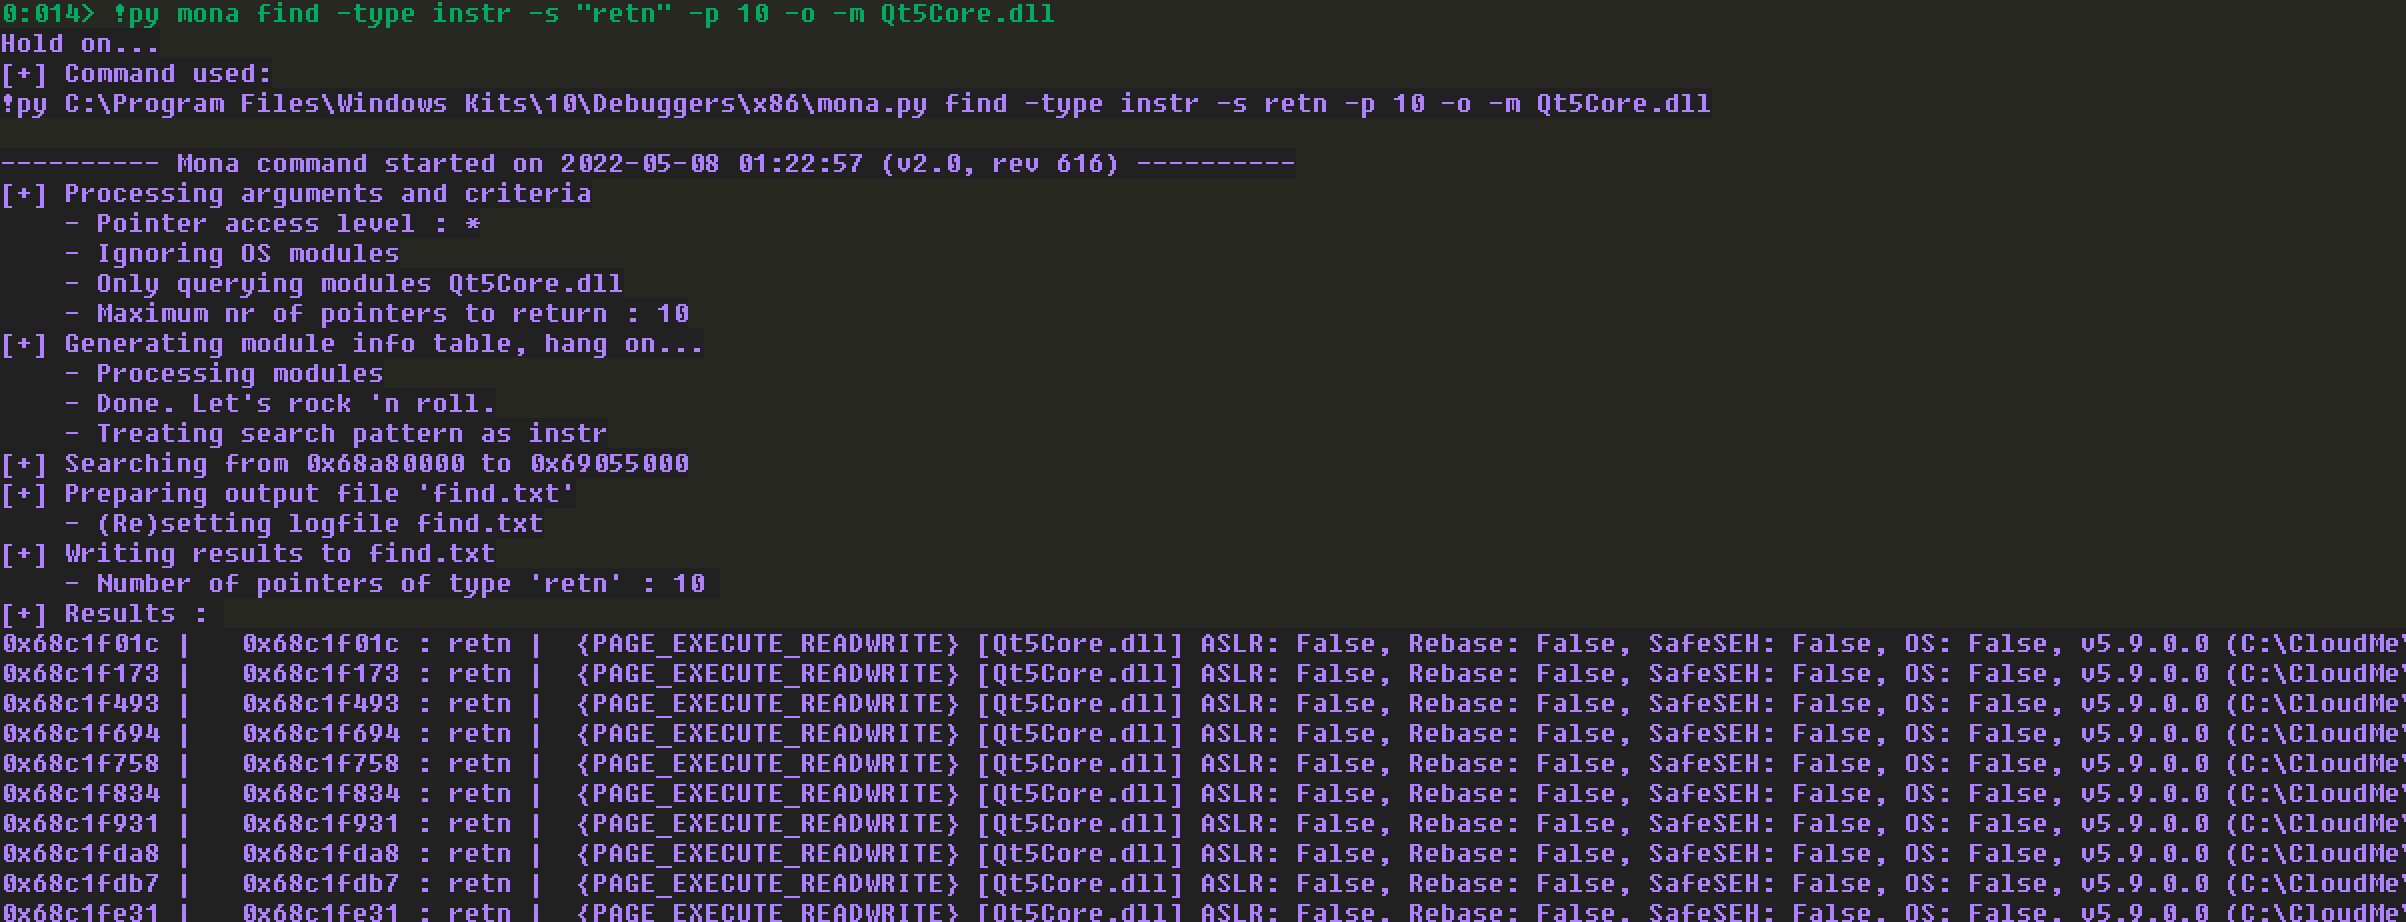 0:014> !py mona find -type instr -s "retn" -p 10 -o -m Qt5Core.dll
Hold on...
[+] Command used:
!py C:\Program Files\Windows Kits\10\Debuggers\x86\mona.py find -type instr -s retn -p 10 -o -m Qt5Core.dll
---------- Mona command started on 2022-05-08 01:22:57 (v2.0, rev 616) ----------
[+] Processing arguments and criteria
    - Pointer access level : *
    - Ignoring OS modules
    - Only querying modules Qt5Core.dll
    - Maximum nr of pointers to return : 10
[+] Generating module info table, hang on...
    - Processing modules
    - Done. Let's rock 'n roll.
    - Treating search pattern as instr
[+] Searching from 0x68a80000 to 0x69055000
[+] Preparing output file 'find.txt'
    - (Re)setting logfile find.txt
[+] Writing results to find.txt
    - Number of pointers of type 'retn' : 10
[+] Results :
0x68c1f01c |   0x68c1f01c : retn |  {PAGE_EXECUTE_READWRITE} [Qt5Core.dll] ASLR: False, Rebase: False, SafeSEH: False, OS: False, v5.9.0.0 (C:\CloudMe\
0x68c1f173 |   0x68c1f173 : retn |  {PAGE_EXECUTE_READWRITE} [Qt5Core.dll] ASLR: False, Rebase: False, SafeSEH: False, OS: False, v5.9.0.0 (C:\CloudMe\
0x68c1f493 |   0x68c1f493 : retn |  {PAGE_EXECUTE_READWRITE} [Qt5Core.dll] ASLR: False, Rebase: False, SafeSEH: False, OS: False, v5.9.0.0 (C:\CloudMe\
0x68c1f694 |   0x68c1f694 : retn |  {PAGE_EXECUTE_READWRITE} [Qt5Core.dll] ASLR: False, Rebase: False, SafeSEH: False, OS: False, v5.9.0.0 (C:\CloudMe\
0x68c1f758 |   0x68c1f758 : retn |  {PAGE_EXECUTE_READWRITE} [Qt5Core.dll] ASLR: False, Rebase: False, SafeSEH: False, OS: False, v5.9.0.0 (C:\CloudMe\
0x68c1f834 |   0x68c1f834 : retn |  {PAGE_EXECUTE_READWRITE} [Qt5Core.dll] ASLR: False, Rebase: False, SafeSEH: False, OS: False, v5.9.0.0 (C:\CloudMe\
0x68c1f931 |   0x68c1f931 : retn |  {PAGE_EXECUTE_READWRITE} [Qt5Core.dll] ASLR: False, Rebase: False, SafeSEH: False, OS: False, v5.9.0.0 (C:\CloudMe\
0x68c1fda8 |   0x68c1fda8 : retn |  {PAGE_EXECUTE_READWRITE} [Qt5Core.dll] ASLR: False, Rebase: False, SafeSEH: False, OS: False, v5.9.0.0 (C:\CloudMe\
0x68c1fdb7 |   0x68c1fdb7 : retn |  {PAGE_EXECUTE_READWRITE} [Qt5Core.dll] ASLR: False, Rebase: False, SafeSEH: False, OS: False, v5.9.0.0 (C:\CloudMe\
0x68c1fe31 |   0x68c1fe31 : retn |  {PAGE_EXECUTE_READWRITE} [Qt5Core.dll] ASLR: False, Rebase: False, SafeSEH: False, OS: False, v5.9.0.0 (C:\CloudMe\